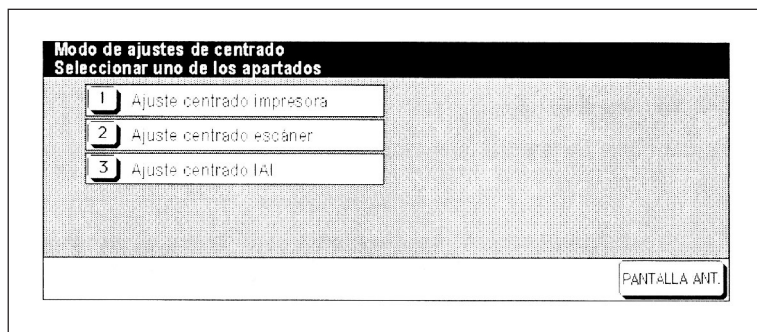 Modo de ajustes de centrado
Seleccionar uno de los apartados
1 Ajuste centrado impresora
2 Ajuste centrado escáner
3 Ajuste centrado IAI
PANTALLA ANT.